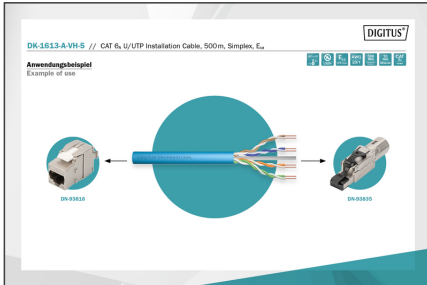 DIGITUS®
DK-1613-A-VH-5 // CAT 6A U/UTP Installation Cable, 500 m, Simplex, Eca
Anwendungsbeispiel
Example of use
DN-93616
DN-93835